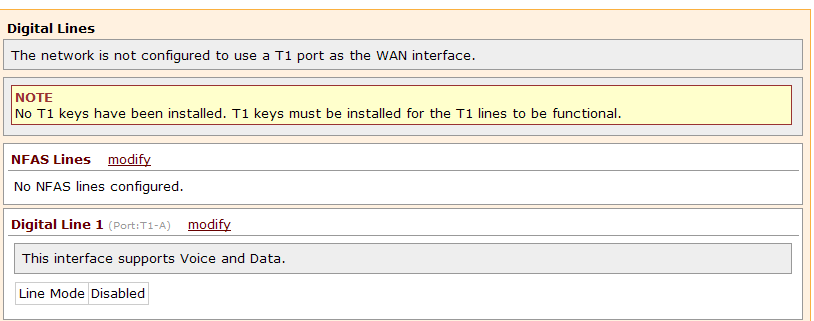 Digital Lines
The network is not configured to use a T1 port as the WAN interface.
NOTE
No T1 keys have been installed. T1 keys must be installed for the T1 lines to be functional.
NFAS Lines modify
No NFAS lines configured.
Digital Line 1 (Port:T1-A) modify
This interface supports Voice and Data.
Line Mode Disabled